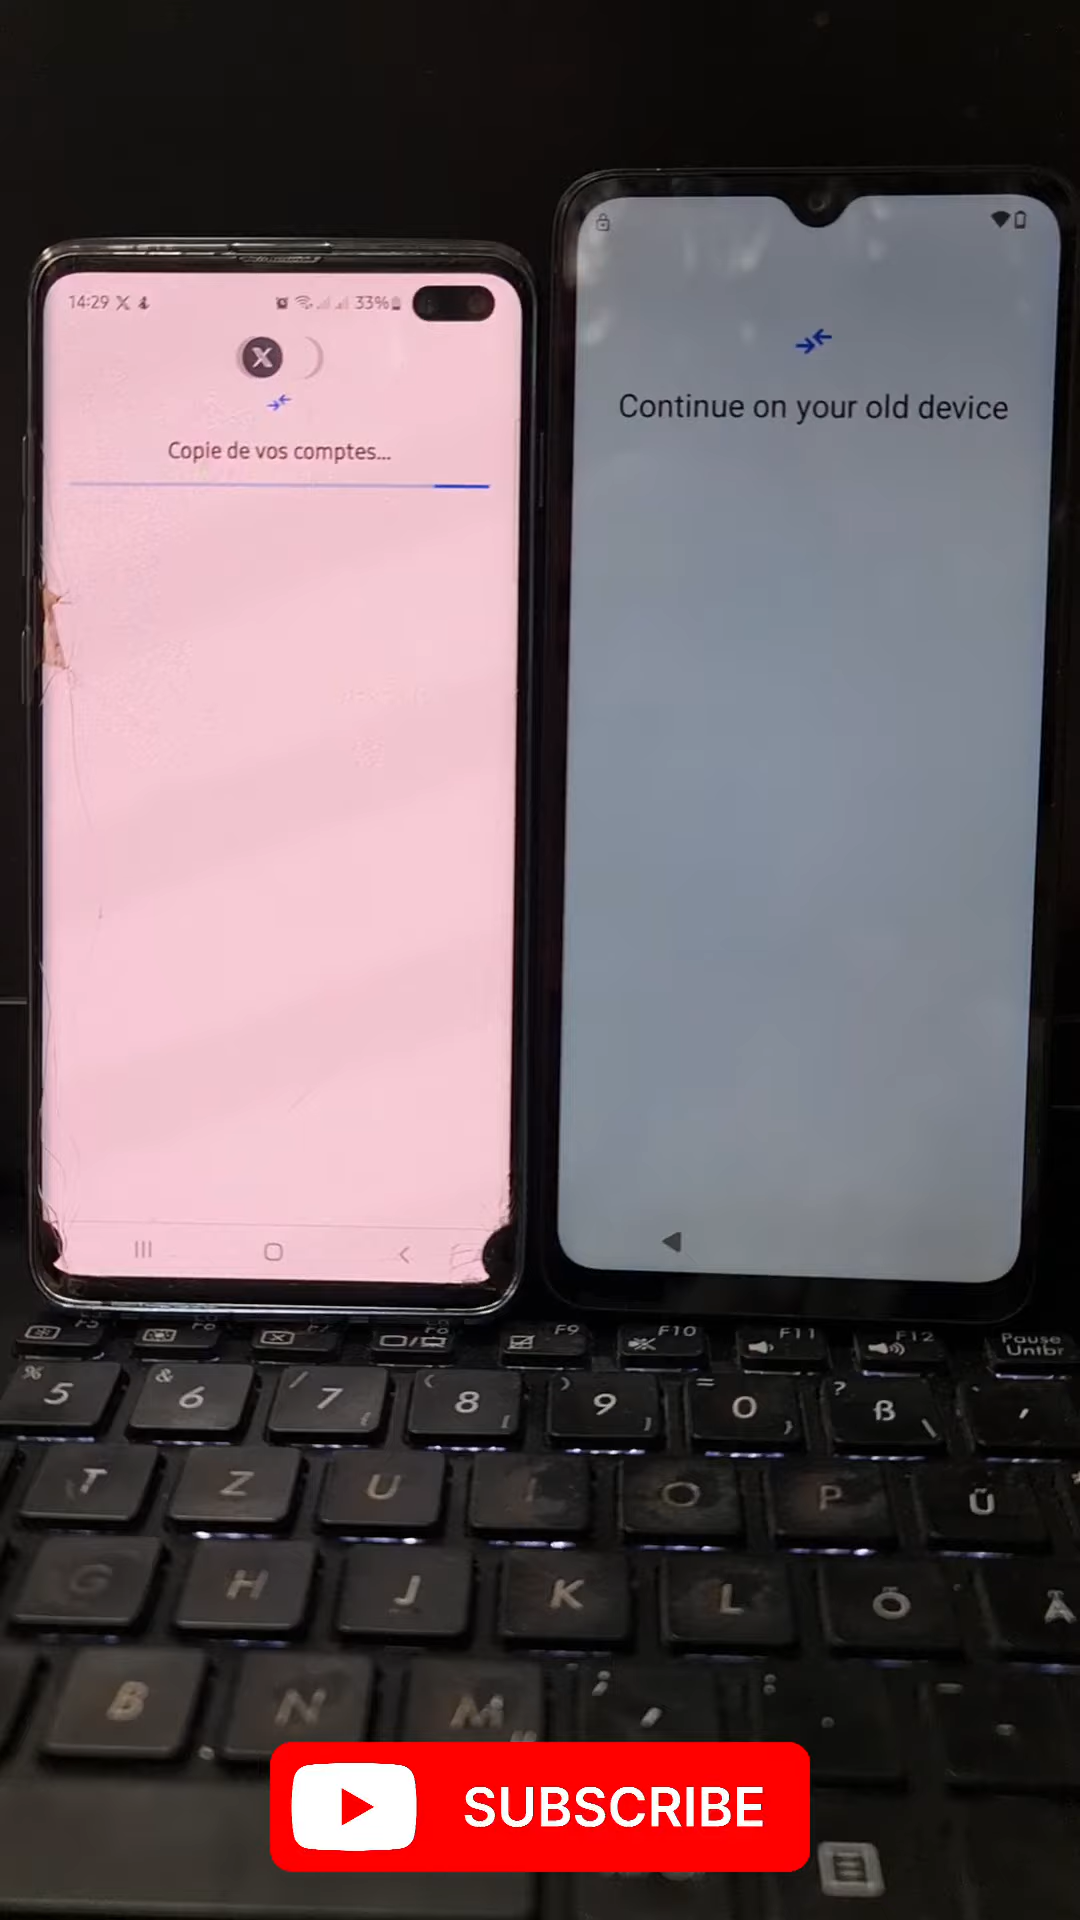 14:29
33%
X
Copie de vos comptes...
Continue on your old device
F9
F10
F11
F12
Pause
Untbr
% 5
& 6
/ 7 {
( 8 [
) 9 ]
= 0 }
? ß \
T
Z
U
I
O
P
Ü
G
H
J
K
L
Ö
Ä
B
N
M
; ,
: .
SUBSCRIBE